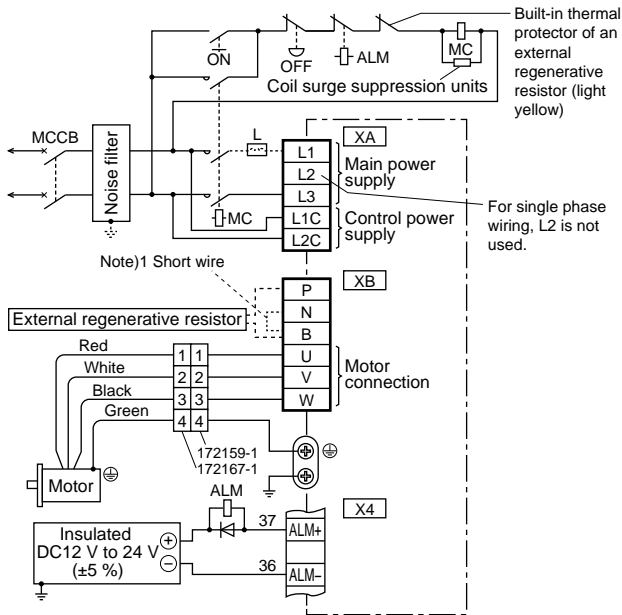 Built-in thermal
protector of an
external
regenerative
resistor (light
yellow)
ON
OFF
ALM
MC
Coil surge suppression units
MCCB
Noise filter
L
MC
XA
L1
L2
L3
L1C
L2C
Main power
supply
Control power
supply
For single phase
wiring, L2 is not
used.
Note)1 Short wire
XB
P
N
B
U
V
W
External regenerative resistor
Motor
connection
Red
White
Black
Green
1 1
2 2
3 3
4 4
172159-1
172167-1
Motor
ALM
X4
Insulated
DC12 V to 24 V
(±5 %)
+
−
37
36
ALM+
ALM−